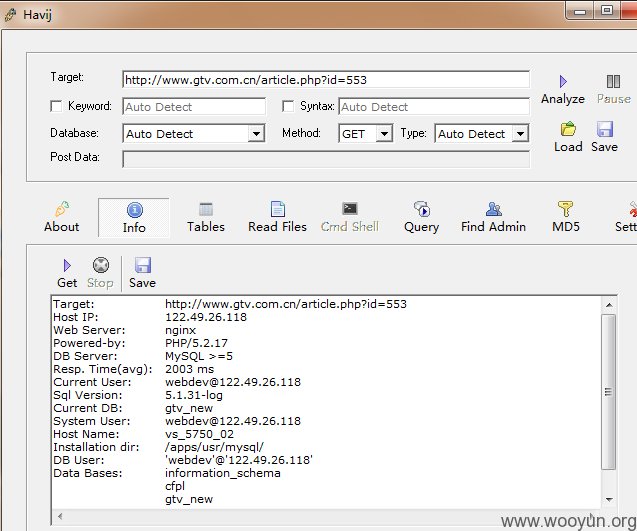 Havij
Target: http://www.gtv.com.cn/article.php?id=553
Analyze Pause
Keyword: Auto Detect Syntax: Auto Detect
Database: Auto Detect Method: GET Type: Auto Detect
Load Save
Post Data:
About Info Tables Read Files Cmd Shell Query Find Admin MD5 Sett
Get Stop Save
Target: http://www.gtv.com.cn/article.php?id=553
Host IP: 122.49.26.118
Web Server: nginx
Powered-by: PHP/5.2.17
DB Server: MySQL >=5
Resp. Time(avg): 2003 ms
Current User: webdev@122.49.26.118
Sql Version: 5.1.31-log
Current DB: gtv_new
System User: webdev@122.49.26.118
Host Name: vs_5750_02
Installation dir: /apps/usr/mysql/
DB User: 'webdev'@'122.49.26.118'
Data Bases: information_schema
cfpl
gtv_new
www.wooyun.org